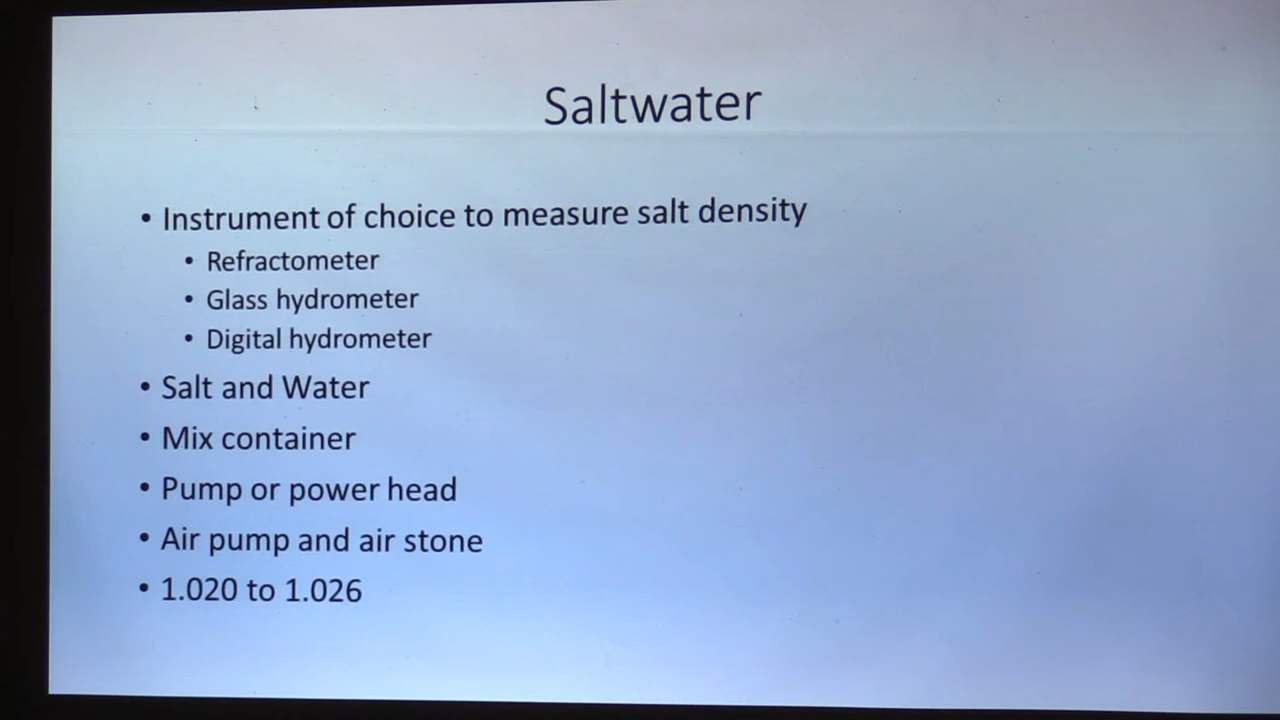 Saltwater
• Instrument of choice to measure salt density
• Refractometer
• Glass hydrometer
• Digital hydrometer
• Salt and Water
• Mix container
• Pump or power head
• Air pump and air stone
• 1.020 to 1.026